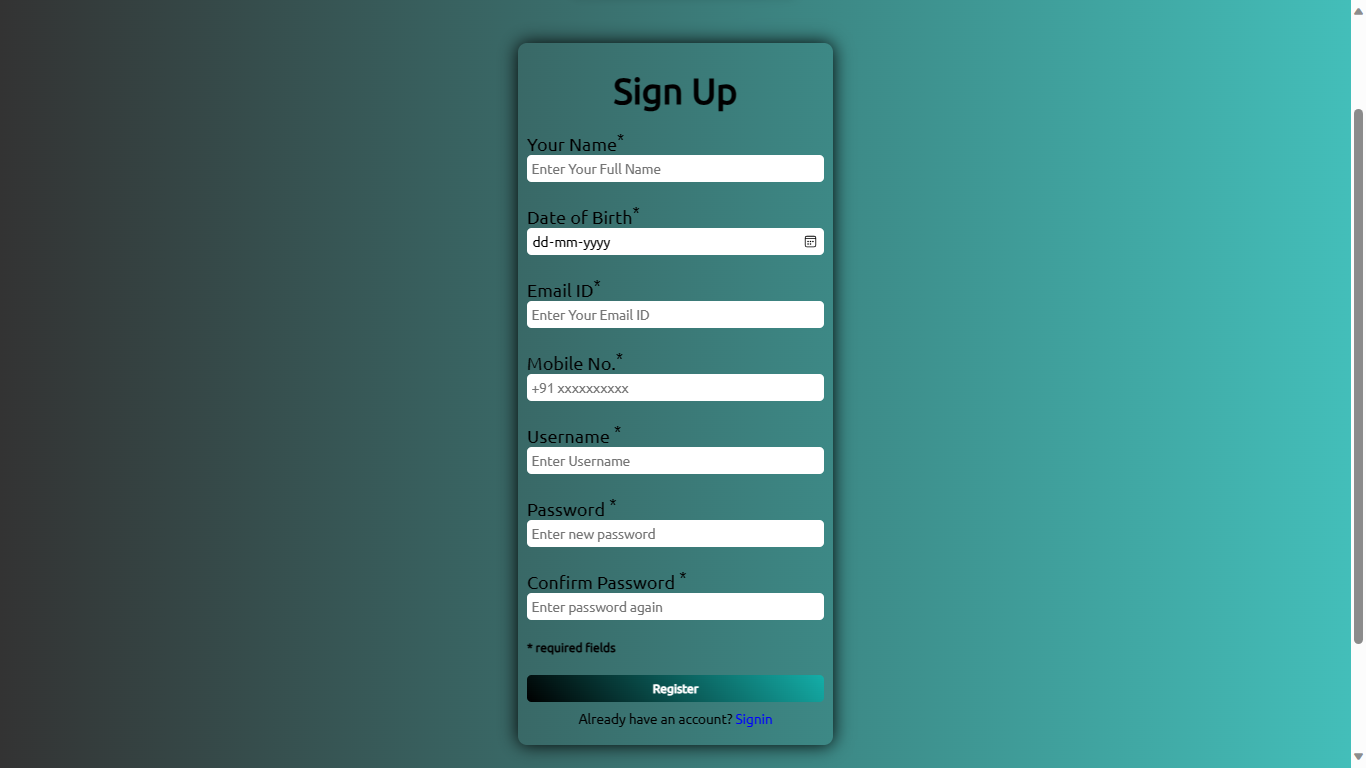 Sign Up
Your Name*
Enter Your Full Name
Date of Birth*
dd-mm-yyyy
Email ID*
Enter Your Email ID
Mobile No.*
+91 xxxxxxxxxx
Username *
Enter Username
Password *
Enter new password
Confirm Password *
Enter password again
* required fields
Register
Already have an account? Signin